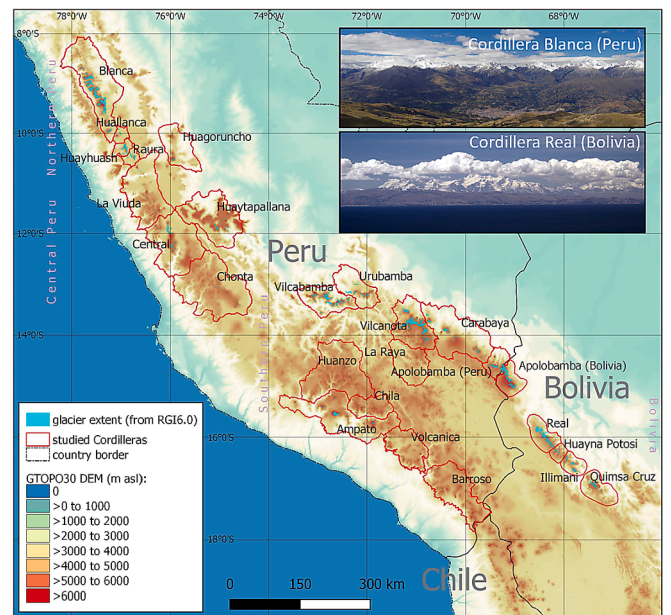 78°0'W
76°0'W
74°0'W
72°0'W
70°0'W
68°0'W
8°0'S
10°0'S
12°0'S
14°0'S
16°0'S
18°0'S
Cordillera Blanca (Peru)
Cordillera Real (Bolivia)
Northern Peru
Central Peru
Southern Peru
Bolivia
Blanca
Huallanca
Huayhuash
Raura
Huagoruncho
La Viuda
Huaytapallana
Central
Chonta
Peru
Urubamba
Vilcabamba
Vilcanota
Carabaya
La Raya
Huanzo
Apolobamba (Peru)
Apolobamba (Bolivia)
Chila
Ampato
Volcanica
Barroso
Bolivia
Real
Huayna Potosi
Illimani
Quimsa Cruz
Chile
glacier extent (from RGI6.0)
studied Cordilleras
country border
GTOPO30 DEM (m asl):
0
>0 to 1000
>1000 to 2000
>2000 to 3000
>3000 to 4000
>4000 to 5000
>5000 to 6000
>6000
0 150 300 km